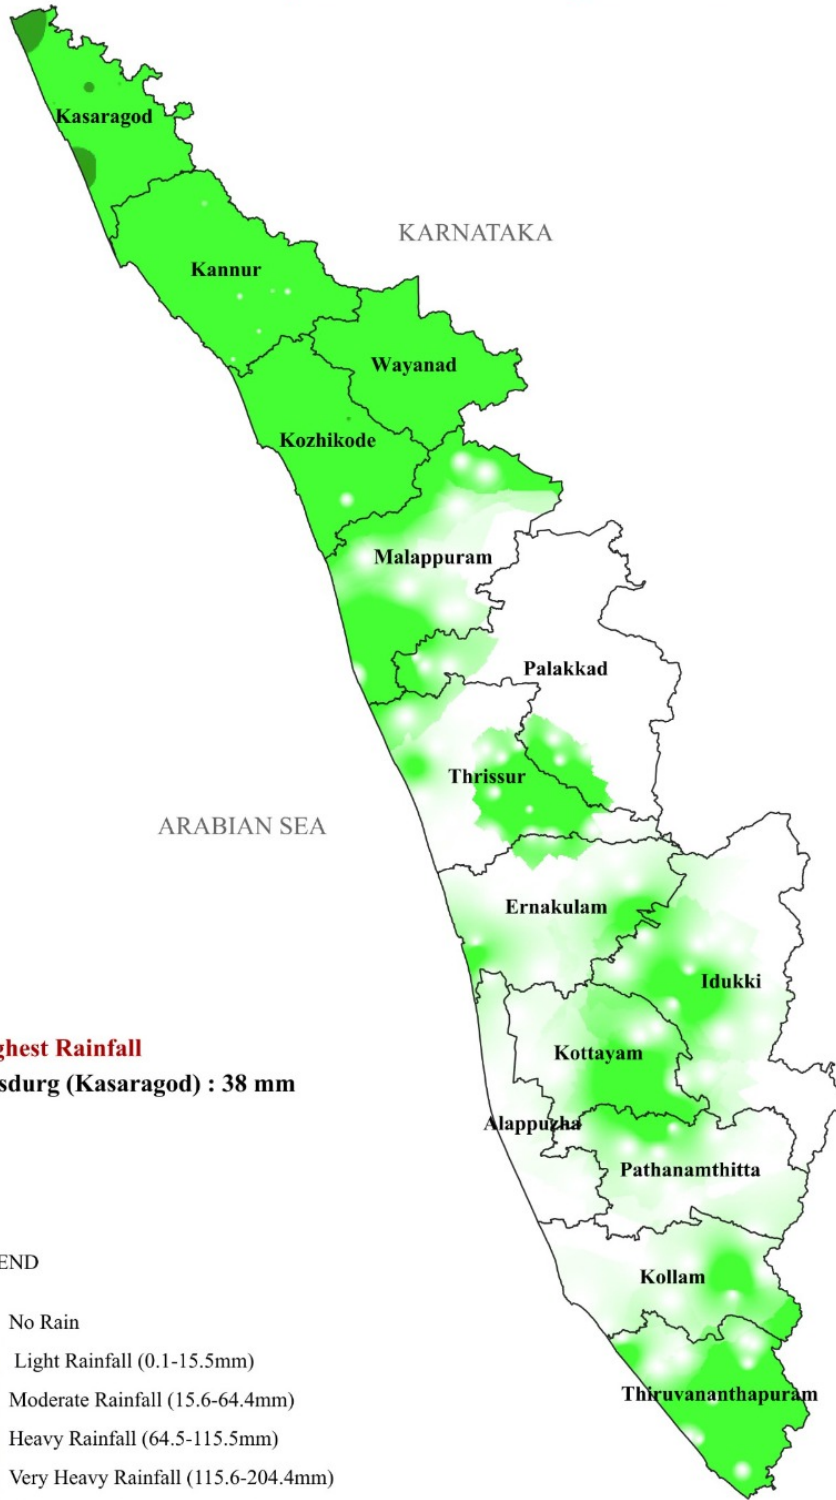 Kasaragod
KARNATAKA
Kannur
Wayanad
Kozhikode
Malappuram
Palakkad
Thrissur
ARABIAN SEA
Ernakulam
Idukki
ghest Rainfall
Kottayam
sdurg (Kasaragod) : 38 mm
Alappuzha
Pathanamthitta
END
Kollam
No Rain
Light Rainfall (0.1-15.5mm)
Thiruvananthapuram
Moderate Rainfall (15.6-64.4mm)
Heavy Rainfall (64.5-115.5mm)
Very Heavy Rainfall (115.6-204.4mm)